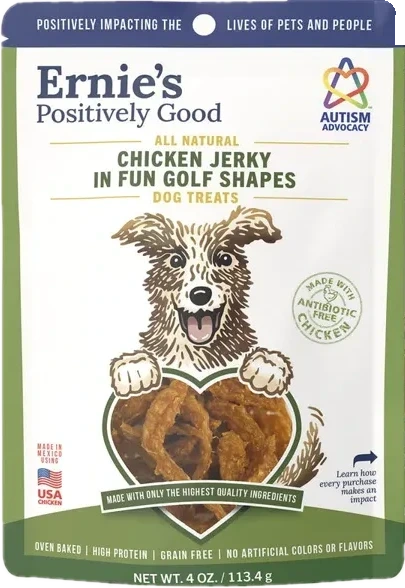 POSITIVELY IMPACTING THE LIVES OF PETS AND PEOPLE
Ernie's
Positively Good
AUTISM
ADVOCACY
ALL NATURAL
CHICKEN JERKY
IN FUN GOLF SHAPES
DOG TREATS
MADE WITH
ANTIBIOTIC
FREE
CHICKEN
MADE IN
MEXICO
USING
USA
CHICKEN
Learn how
every purchase
makes an
impact
MADE WITH ONLY THE HIGHEST QUALITY INGREDIENTS
OVEN BAKED | HIGH PROTEIN | GRAIN FREE | NO ARTIFICIAL COLORS OR FLAVORS
NET WT. 4 OZ. / 113.4 g